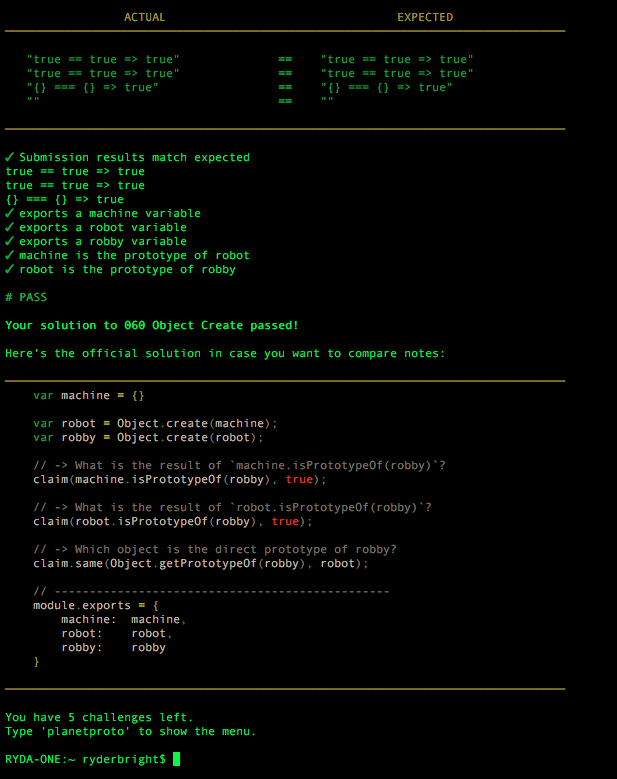 ACTUAL EXPECTED
────────────────────────────────────────────────────────────────────────────────
"true == true => true" == "true == true => true"
"true == true => true" == "true == true => true"
"{} === {} => true" == "{} === {} => true"
"" == ""
────────────────────────────────────────────────────────────────────────────────
✓ Submission results match expected
true == true => true
true == true => true
{} === {} => true
✓ exports a machine variable
✓ exports a robot variable
✓ exports a robby variable
✓ machine is the prototype of robot
✓ robot is the prototype of robby
# PASS
Your solution to 060 Object Create passed!
Here's the official solution in case you want to compare notes:
────────────────────────────────────────────────────────────────────────────────
var machine = {}
var robot = Object.create(machine);
var robby = Object.create(robot);
// -> What is the result of `machine.isPrototypeOf(robby)`?
claim(machine.isPrototypeOf(robby), true);
// -> What is the result of `robot.isPrototypeOf(robby)`?
claim(robot.isPrototypeOf(robby), true);
// -> Which object is the direct prototype of robby?
claim.same(Object.getPrototypeOf(robby), robot);
// ------------------------------------------------
module.exports = {
machine: machine,
robot: robot,
robby: robby
}
────────────────────────────────────────────────────────────────────────────────
You have 5 challenges left.
Type 'planetproto' to show the menu.
RYDA-ONE:~ ryderbright$